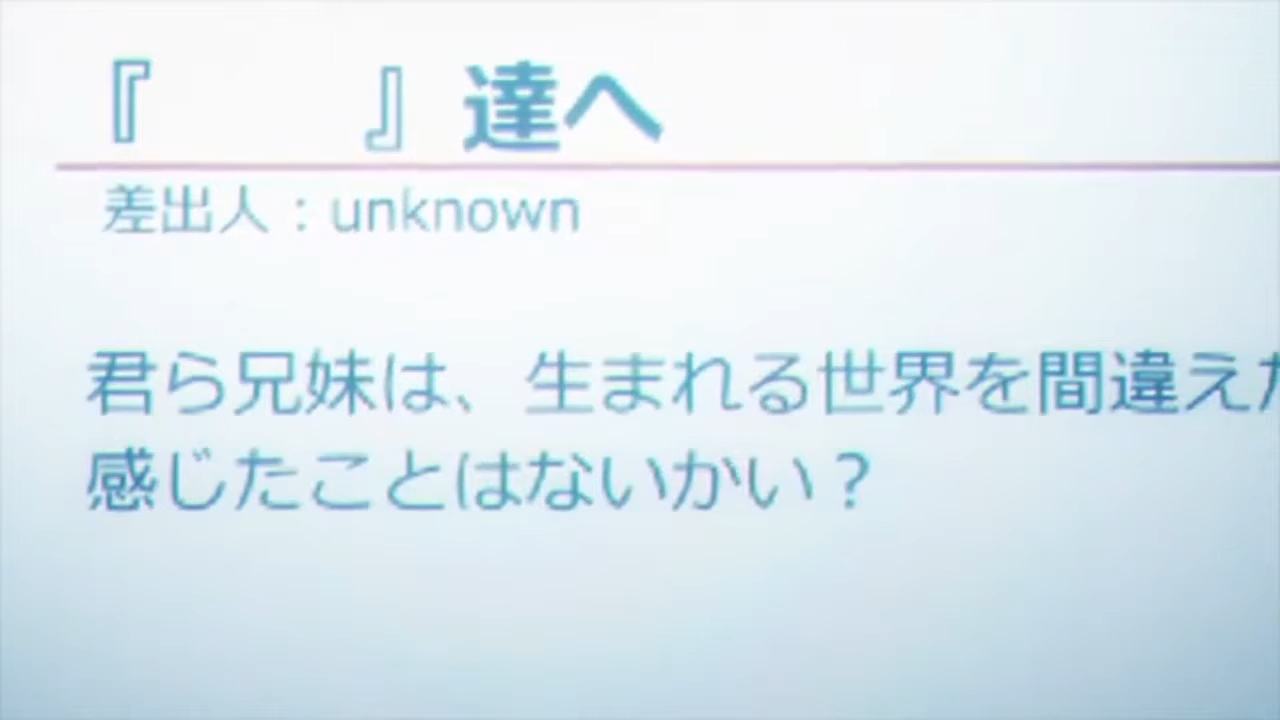 『　　』達へ
差出人：unknown
君ら兄妹は、生まれる世界を間違えた
感じたことはないかい？